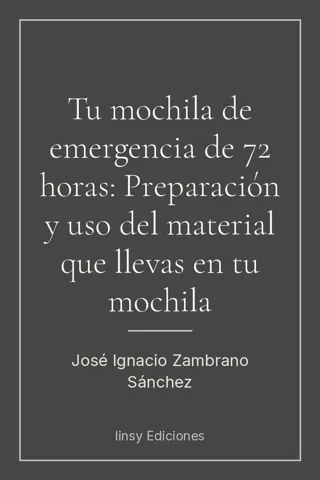 Tu mochila de
emergencia de 72
horas: Preparación
y uso del material
que llevas en tu
mochila
José Ignacio Zambrano
Sánchez
linsy Ediciones